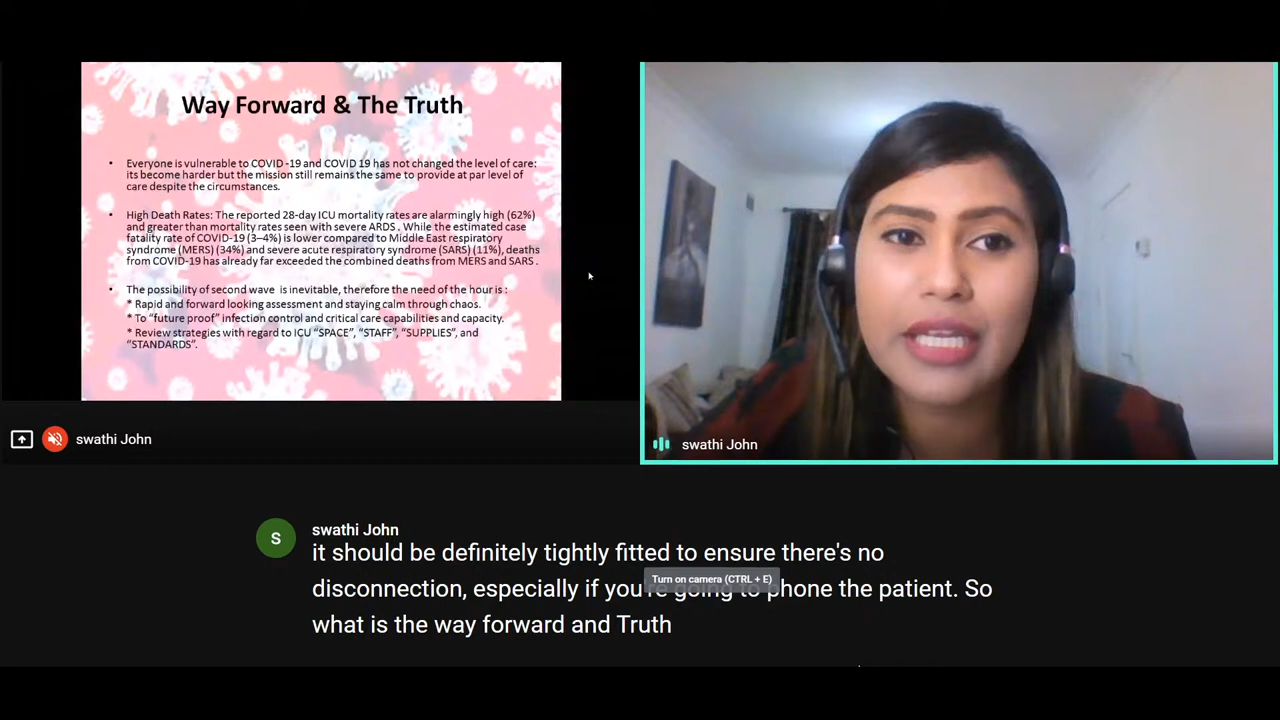 Way Forward & The Truth
• Everyone is vulnerable to COVID -19 and COVID 19 has not changed the level of care:
its become harder but the mission still remains the same to provide at par level of
care despite the circumstances.
• High Death Rates: The reported 28-day ICU mortality rates are alarmingly high (62%)
and greater than mortality rates seen with severe ARDS . While the estimated case
fatality rate of COVID-19 (3–4%) is lower compared to Middle East respiratory
syndrome (MERS) (34%) and severe acute respiratory syndrome (SARS) (11%), deaths
from COVID-19 has already far exceeded the combined deaths from MERS and SARS .
• The possibility of second wave is inevitable, therefore the need of the hour is :
* Rapid and forward looking assessment and staying calm through chaos.
* To “future proof” infection control and critical care capabilities and capacity.
* Review strategies with regard to ICU “SPACE”, “STAFF”, “SUPPLIES”, and
“STANDARDS”.
swathi John
swathi John
S
swathi John
it should be definitely tightly fitted to ensure there's no
Turn on camera (CTRL + E)
disconnection, especially if you're going to phone the patient. So
what is the way forward and Truth